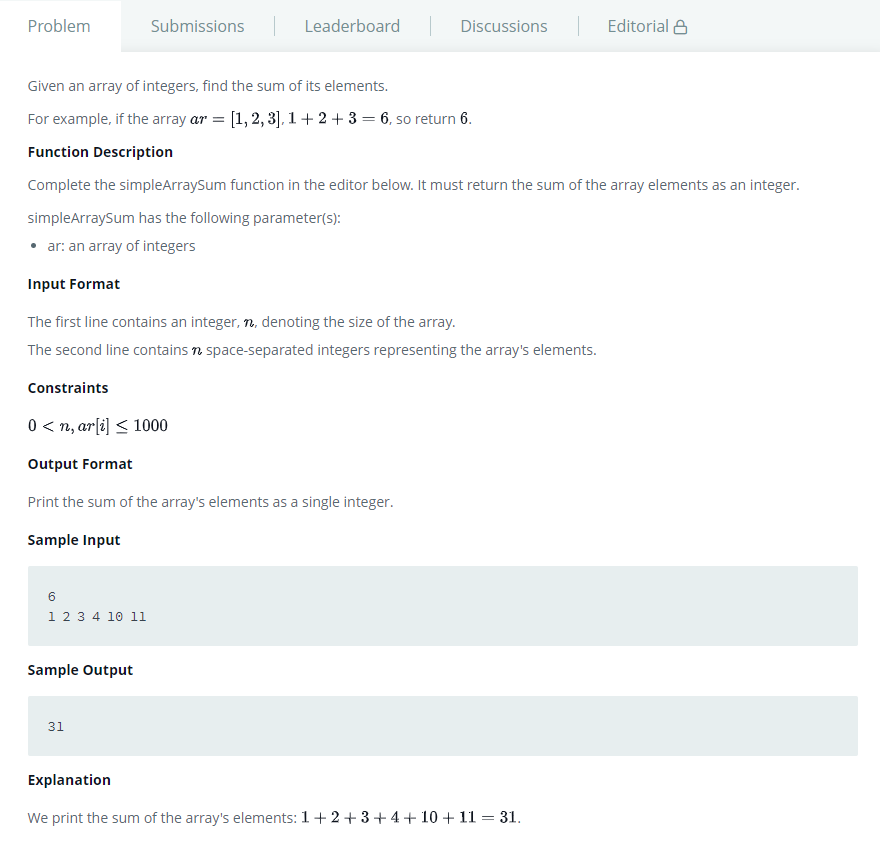 Problem Submissions Leaderboard Discussions Editorial
Given an array of integers, find the sum of its elements.
For example, if the array ar = [1, 2, 3], 1 + 2 + 3 = 6, so return 6.
Function Description
Complete the simpleArraySum function in the editor below. It must return the sum of the array elements as an integer.
simpleArraySum has the following parameter(s):
• ar: an array of integers
Input Format
The first line contains an integer, n, denoting the size of the array.
The second line contains n space-separated integers representing the array's elements.
Constraints
0 < n, ar[i] ≤ 1000
Output Format
Print the sum of the array's elements as a single integer.
Sample Input
6
1 2 3 4 10 11
Sample Output
31
Explanation
We print the sum of the array's elements: 1 + 2 + 3 + 4 + 10 + 11 = 31.